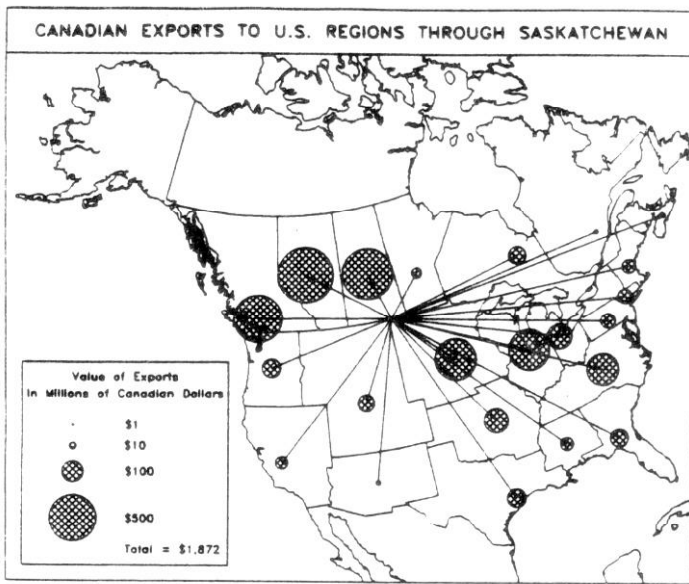 CANADIAN EXPORTS TO U.S. REGIONS THROUGH SASKATCHEWAN
Value of Exports
In Millions of Canadian Dollars
$1
$10
$100
$500
Total = $1,872